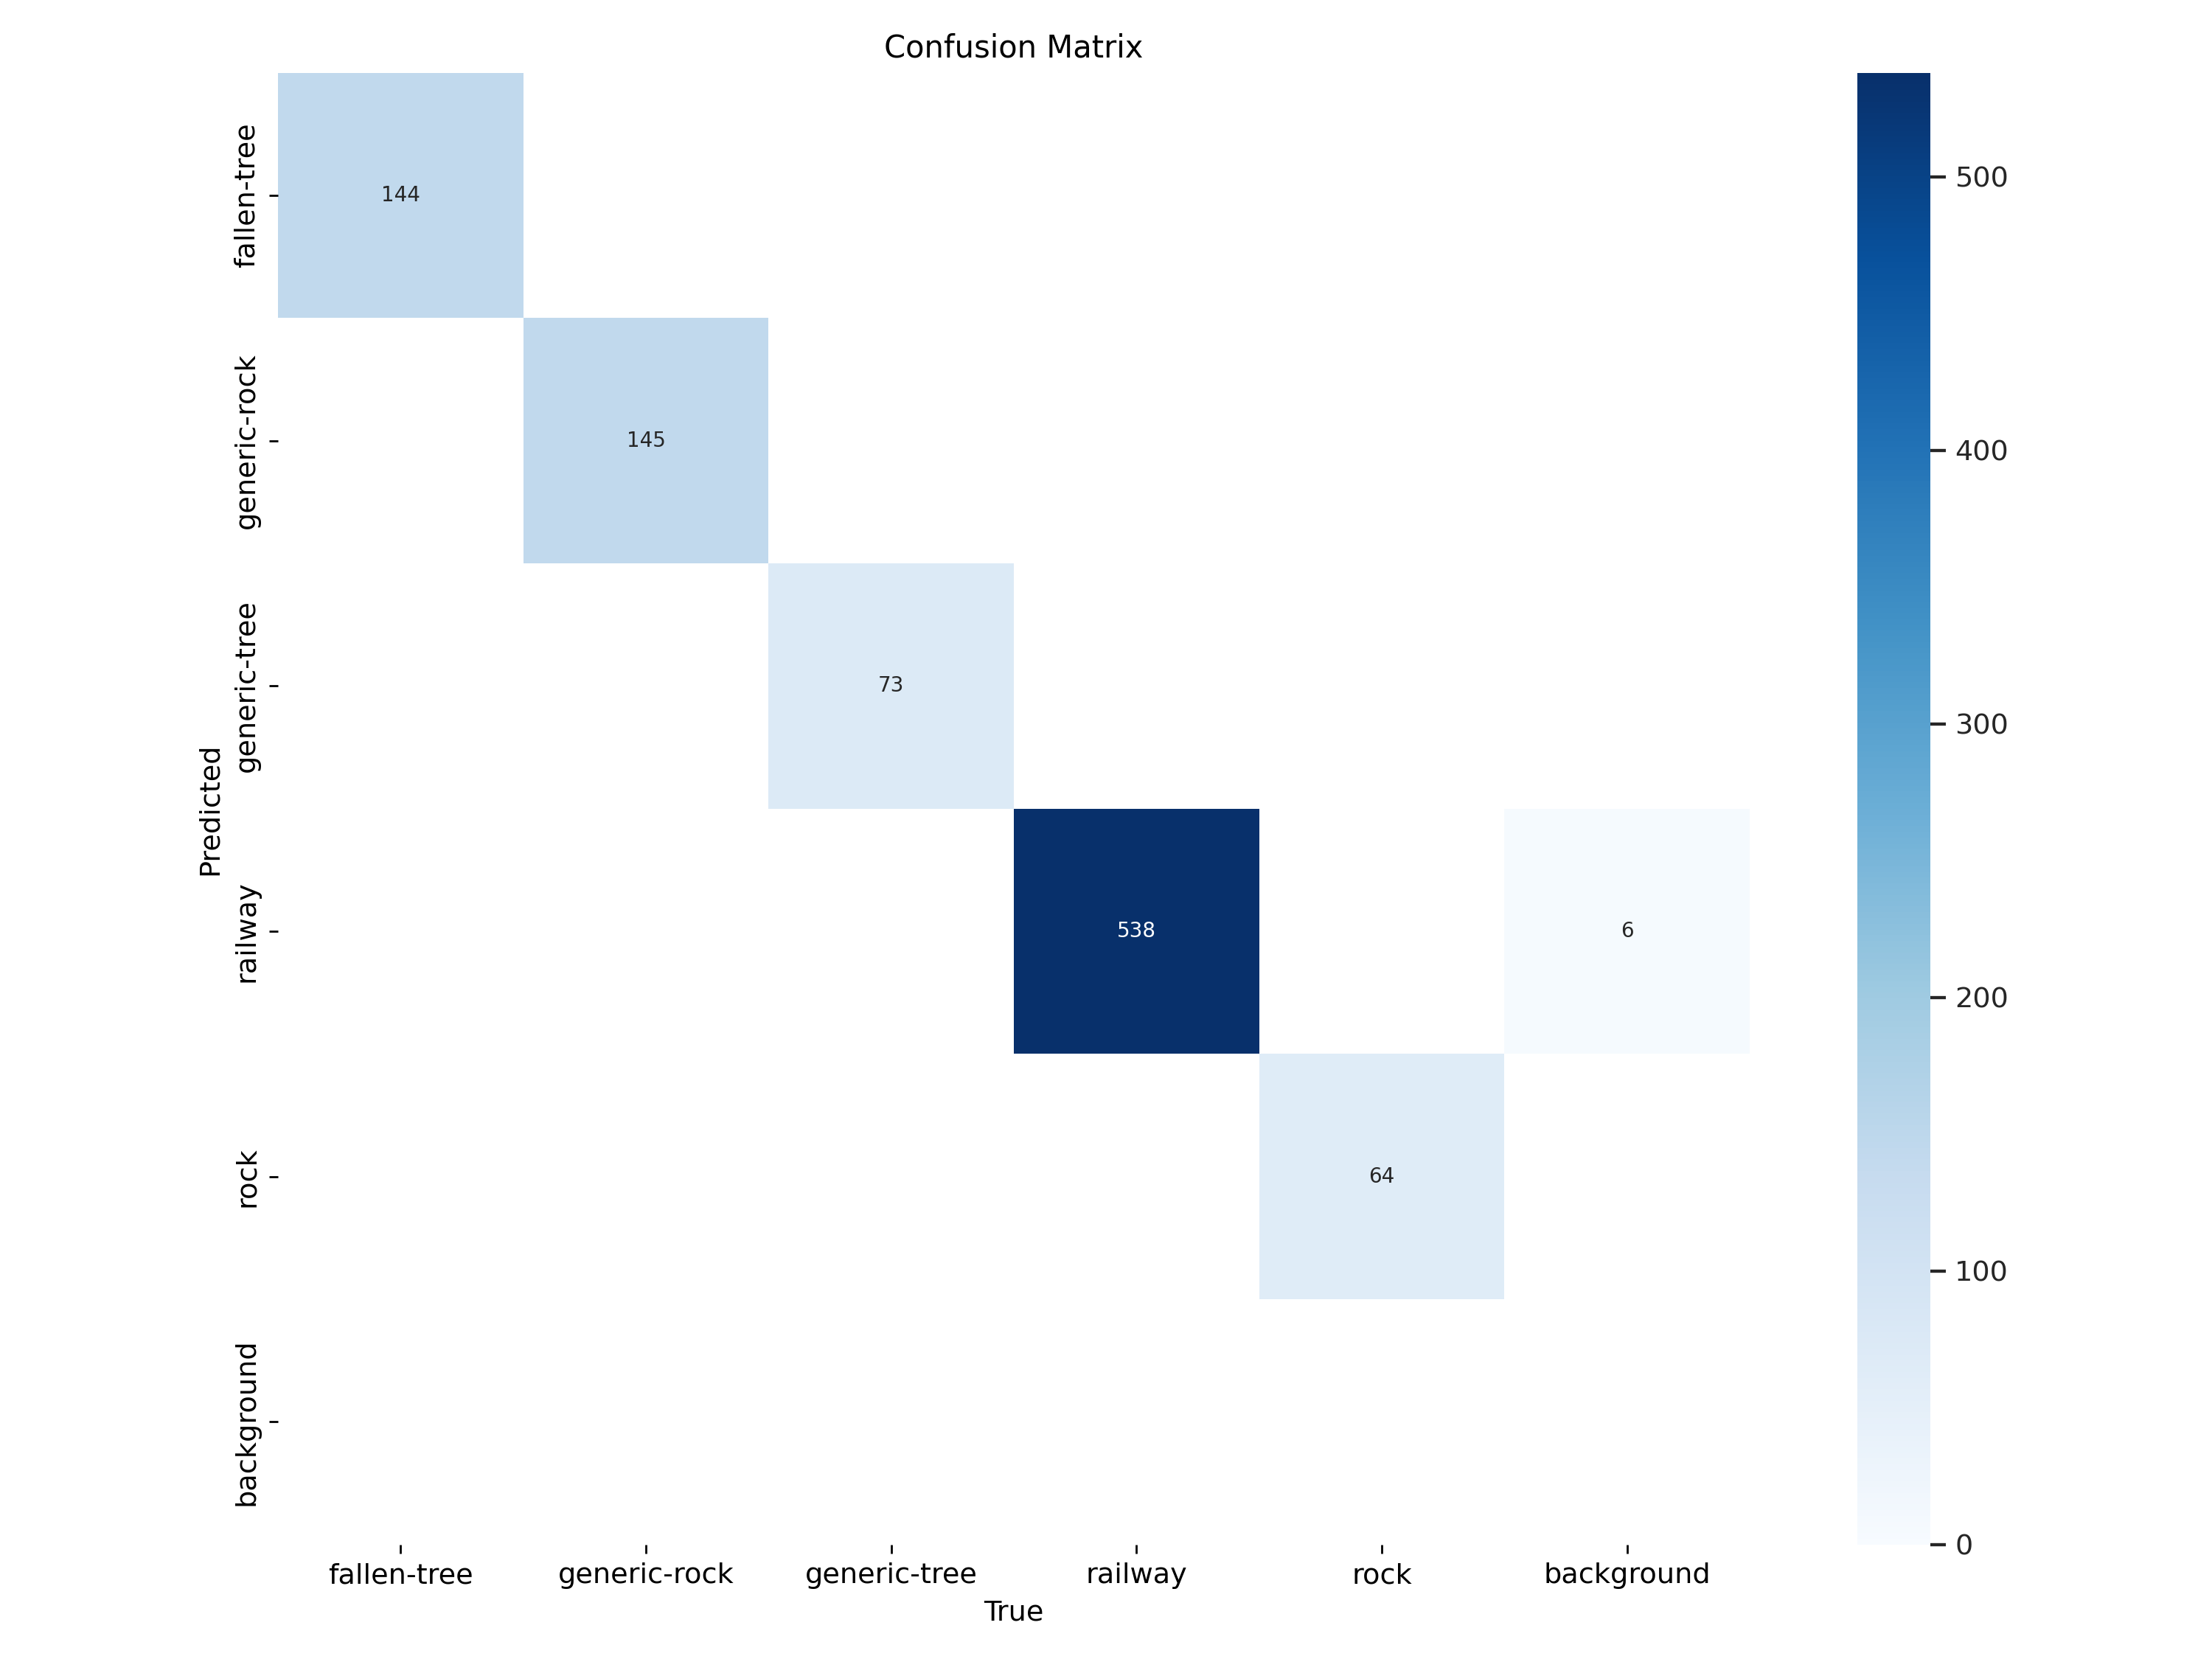 Confusion Matrix
fallen-tree
generic-rock
generic-tree
railway
rock
background
Predicted
144
145
73
538
6
64
fallen-tree
generic-rock
generic-tree
railway
rock
background
True
500
400
300
200
100
0